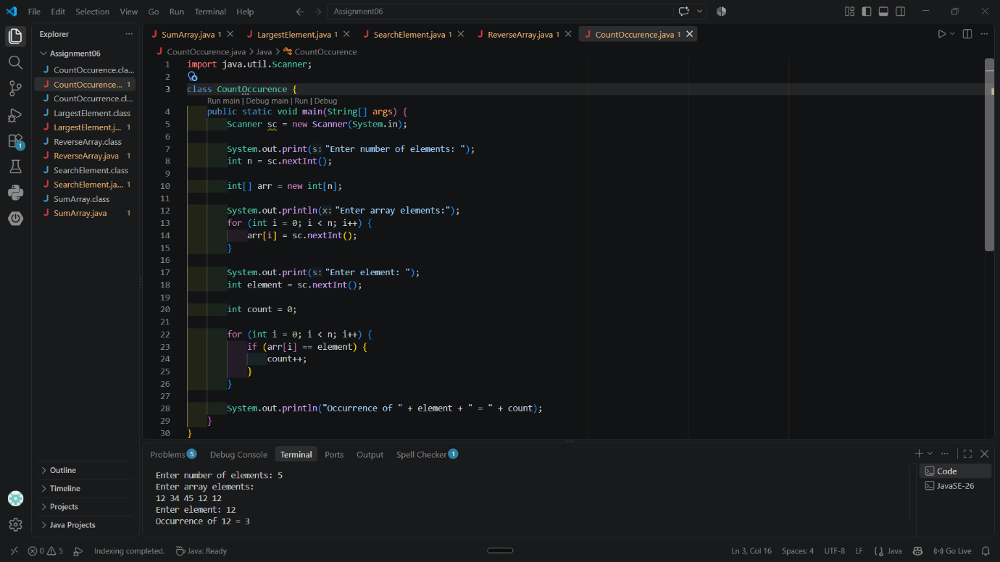 File Edit Selection View Go Run Terminal Help Assignment06
Explorer
Assignment06
CountOccurence.cla...
CountOccurence... 1
CountOccurrence.cl...
LargestElement.class
LargestElement.j... 1
ReverseArray.class
ReverseArray.java 1
SearchElement.class
SearchElement.ja... 1
SumArray.class
SumArray.java 1
Outline
Timeline
Projects
Java Projects
1
SumArray.java 1 LargestElement.java 1 SearchElement.java 1 ReverseArray.java 1 CountOccurence.java 1
CountOccurence.java > Java > CountOccurence
1 import java.util.Scanner;
2
3 class CountOccurence {
Run main | Debug main | Run | Debug
4 public static void main(String[] args) {
5 Scanner sc = new Scanner(System.in);
6
7 System.out.print(s: "Enter number of elements: ");
8 int n = sc.nextInt();
9
10 int[] arr = new int[n];
11
12 System.out.println(x: "Enter array elements:");
13 for (int i = 0; i < n; i++) {
14 arr[i] = sc.nextInt();
15 }
16
17 System.out.print(s: "Enter element: ");
18 int element = sc.nextInt();
19
20 int count = 0;
21
22 for (int i = 0; i < n; i++) {
23 if (arr[i] == element) {
24 count++;
25 }
26 }
27
28 System.out.println("Occurrence of " + element + " = " + count);
29 }
30 }
Problems 5 Debug Console Terminal Ports Output Spell Checker 1
Enter number of elements: 5
Enter array elements:
12 34 45 12 12
Enter element: 12
Occurrence of 12 = 3
Code
JavaSE-26
0 5 Indexing completed. Java: Ready Ln 3, Col 16 Spaces: 4 UTF-8 LF {} Java Go Live